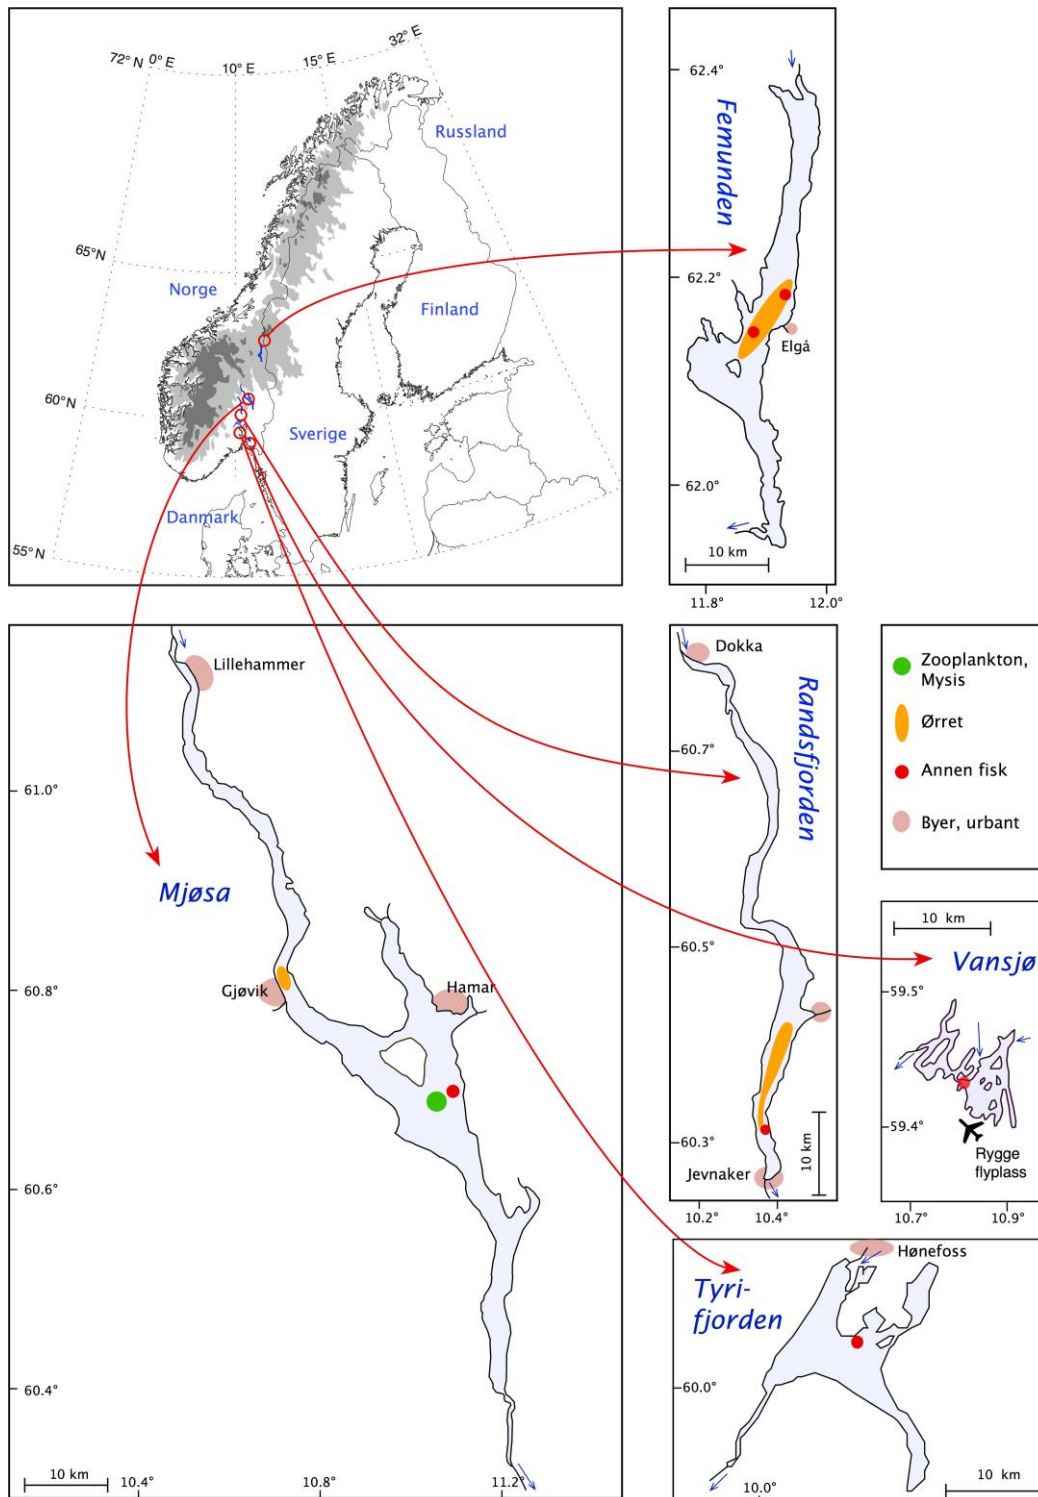 72° N
0° E
10° E
15° E
32° E
65°N
60°N
55°N
Russland
Norge
Finland
Sverige
Danmark
62.4°
62.2°
62.0°
Femunden
Elgå
10 km
11.8°
12.0°
Lillehammer
61.0°
Mjøsa
60.8°
Gjøvik
Hamar
60.6°
60.4°
10 km
10.4°
10.8°
11.2°
Dokka
Randsfjorden
60.7°
60.5°
60.3°
10 km
Jevnaker
10.2°
10.4°
Zooplankton,
Mysis
Ørret
Annen fisk
Byer, urbant
10 km
Vansjø
59.5°
59.4°
Rygge
flyplass
10.7°
10.9°
Hønefoss
Tyri-
fjorden
60.0°
10.0°
10 km